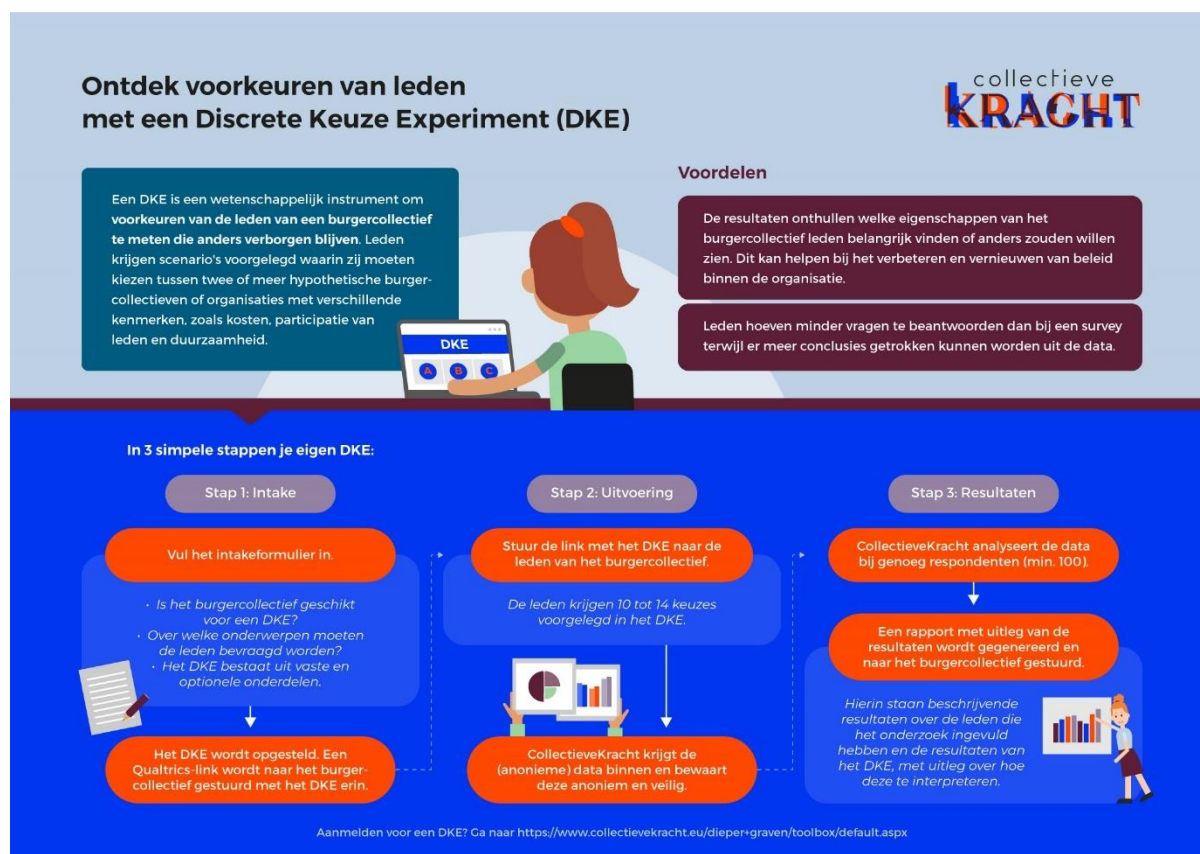 Ontdek voorkeuren van leden
met een Discrete Keuze Experiment (DKE)
collectieve
KRACHT
Een DKE is een wetenschappelijk instrument om
voorkeuren van de leden van een burgercollectief
te meten die anders verborgen blijven. Leden
krijgen scenario's voorgelegd waarin zij moeten
kiezen tussen twee of meer hypothetische burger-
collectieven of organisaties met verschillende
kenmerken, zoals kosten, participatie van
leden en duurzaamheid.
DKE
A B C
Voordelen
De resultaten onthullen welke eigenschappen van het
burgercollectief leden belangrijk vinden of anders zouden willen
zien. Dit kan helpen bij het verbeteren en vernieuwen van beleid
binnen de organisatie.
Leden hoeven minder vragen te beantwoorden dan bij een survey
terwijl er meer conclusies getrokken kunnen worden uit de data.
In 3 simpele stappen je eigen DKE:
Stap 1: Intake
Vul het intakeformulier in.
• Is het burgercollectief geschikt
voor een DKE?
• Over welke onderwerpen moeten
de leden bevraagd worden?
• Het DKE bestaat uit vaste en
optionele onderdelen.
Het DKE wordt opgesteld. Een
Qualtrics-link wordt naar het burger-
collectief gestuurd met het DKE erin.
Stap 2: Uitvoering
Stuur de link met het DKE naar de
leden van het burgercollectief.
De leden krijgen 10 tot 14 keuzes
voorgelegd in het DKE.
CollectieveKracht krijgt de
(anonieme) data binnen en bewaart
deze anoniem en veilig.
Stap 3: Resultaten
CollectieveKracht analyseert de data
bij genoeg respondenten (min. 100).
Een rapport met uitleg van de
resultaten wordt gegenereerd en
naar het burgercollectief gestuurd.
Hierin staan beschrijvende
resultaten over de leden die
het onderzoek ingevuld
hebben en de resultaten van
het DKE, met uitleg over hoe
deze te interpreteren.
Aanmelden voor een DKE? Ga naar https://www.collectievekracht.eu/dieper+graven/toolbox/default.aspx